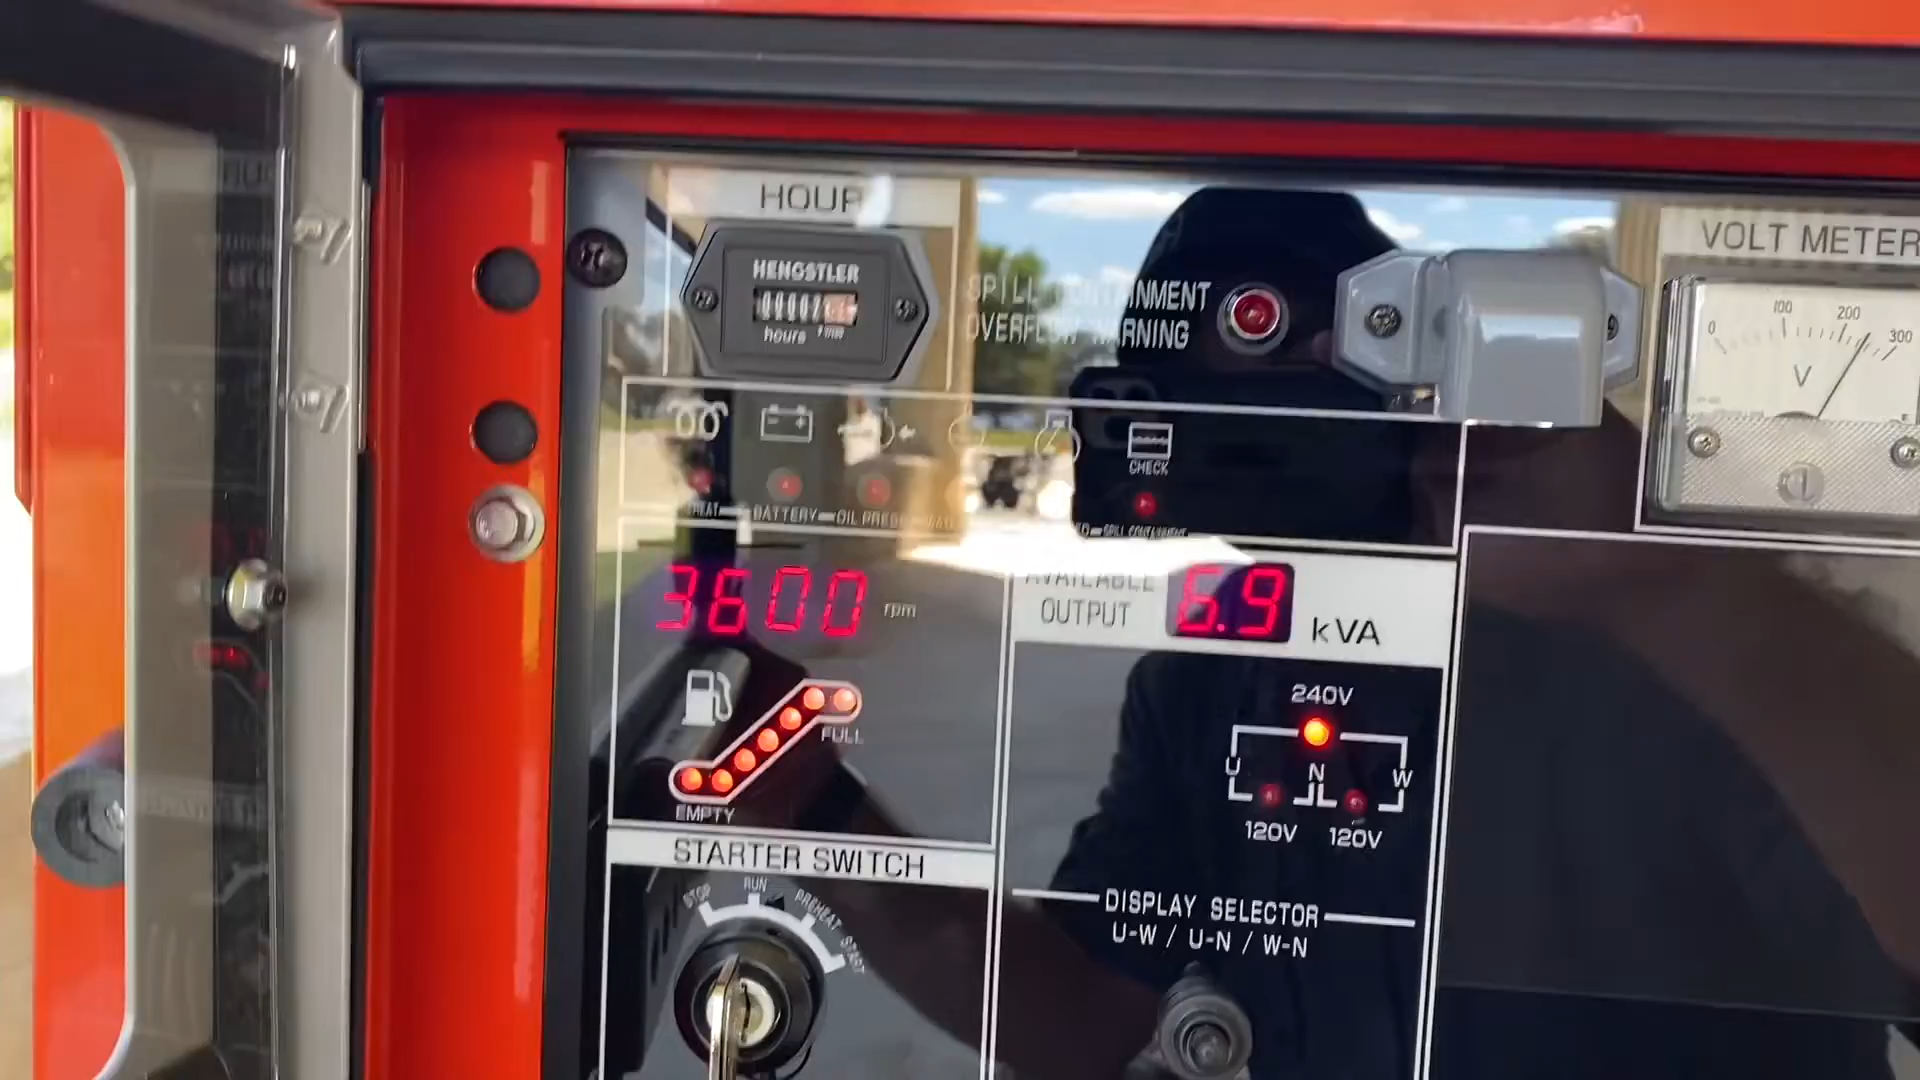 HOUR
HENGSTLER
hours
SPILL CONTAINMENT
OVERFLOW WARNING
VOLT METER
0 100 200 300
V
CHECK
BATTERY OIL PRESS
SPILL CONTAINMENT
3600 rpm
AVAILABLE
OUTPUT
6.9 kVA
240V
U N W
120V 120V
FULL
EMPTY
STARTER SWITCH
STOP RUN PREHEAT START
DISPLAY SELECTOR
U-W / U-N / W-N